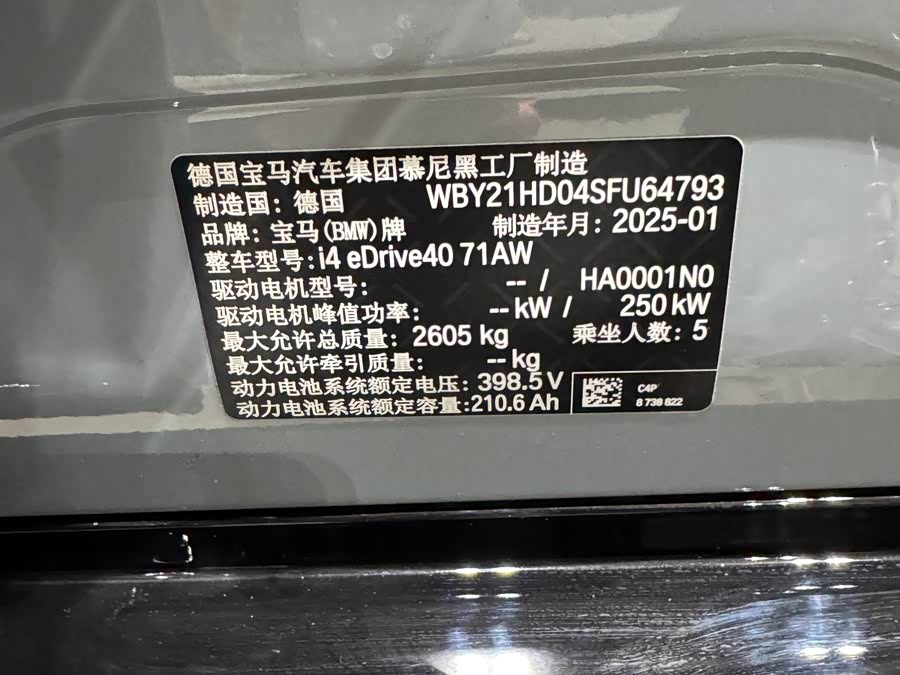 德国宝马汽车集团慕尼黑工厂制造
制造国：德国 WBY21HD04SFU64793
品牌：宝马(BMW)牌 制造年月：2025-01
整车型号：i4 eDrive40 71AW
驱动电机型号： -- / HA0001N0
驱动电机峰值功率： -- kW / 250 kW
最大允许总质量：2605 kg 乘坐人数：5
最大允许牵引质量： -- kg
动力电池系统额定电压：398.5 V
动力电池系统额定容量:210.6 Ah
C4P
8 738 822